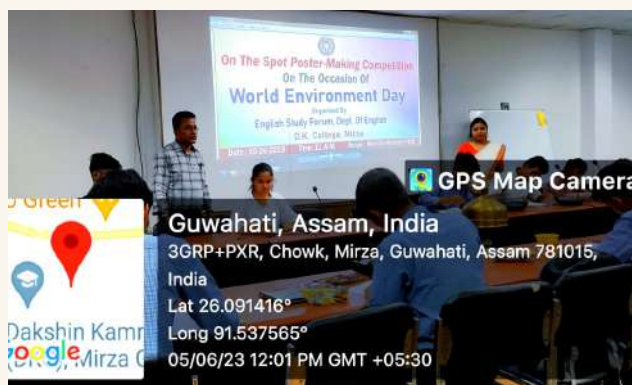 On The Spot Poster-Making Competition
On The Occasion Of
World Environment Day
Organised By
English Study Forum, Dept. Of English
D.K. College, Mirza
Time: 11 A.M.
GPS Map Camera
Guwahati, Assam, India
3GRP+PXR, Chowk, Mirza, Guwahati, Assam 781015,
India
Lat 26.091416°
Long 91.537565°
05/06/23 12:01 PM GMT +05:30
Green
Dakshin Kamr
Mirza C
Google